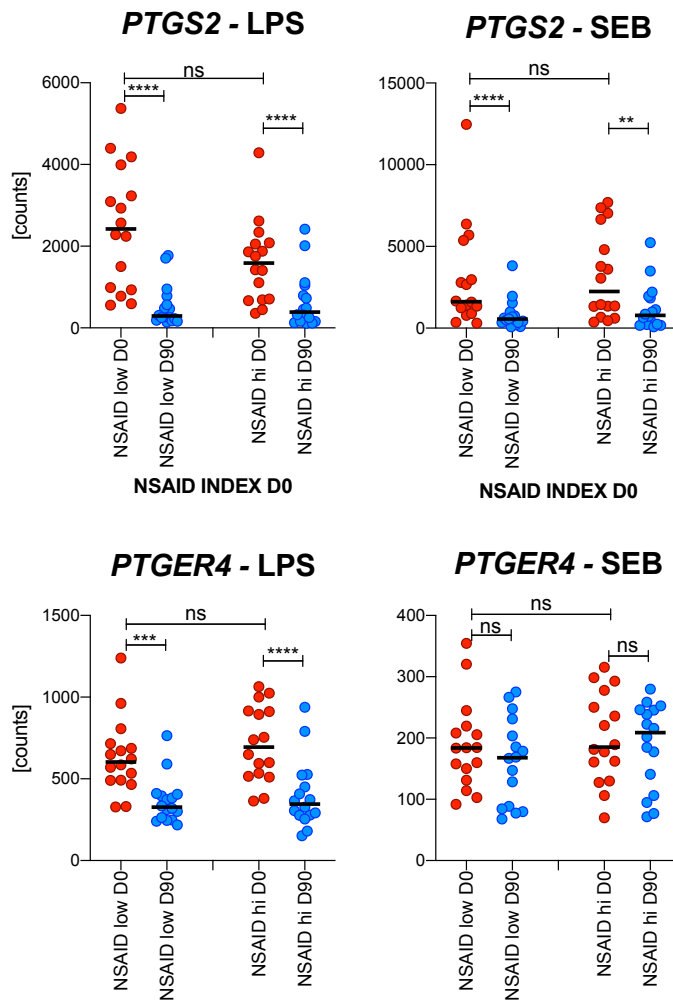 PTGS2 - LPS
ns
****
****
6000
4000
2000
0
[counts]
NSAID low D0
NSAID low D90
NSAID hi D0
NSAID hi D90
NSAID INDEX D0
PTGS2 - SEB
ns
****
**
15000
10000
5000
0
NSAID low D0
NSAID low D90
NSAID hi D0
NSAID hi D90
NSAID INDEX D0
PTGER4 - LPS
ns
***
****
1500
1000
500
0
[counts]
NSAID low D0
NSAID low D90
NSAID hi D0
NSAID hi D90
PTGER4 - SEB
ns
ns
ns
400
300
200
100
0
NSAID low D0
NSAID low D90
NSAID hi D0
NSAID hi D90